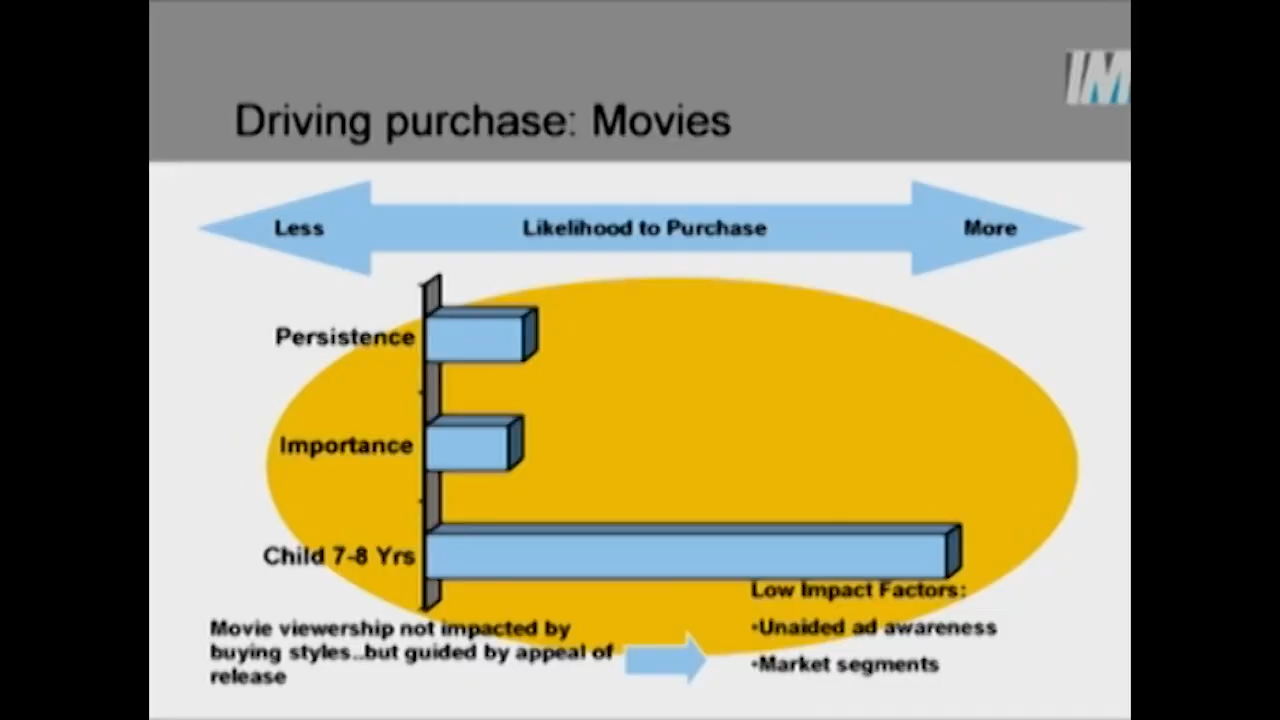 IM
Driving purchase: Movies
Less
Likelihood to Purchase
More
Persistence
Importance
Child 7-8 Yrs
Low Impact Factors:
•Unaided ad awareness
•Market segments
Movie viewership not impacted by
buying styles..but guided by appeal of
release